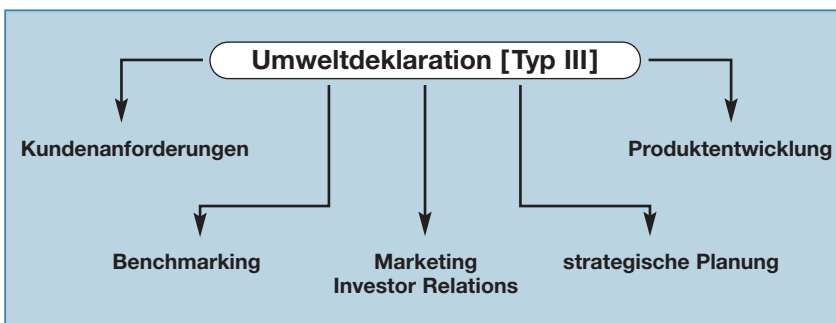 Umweltdeklaration [Typ III]
Kundenanforderungen
Produktentwicklung
Benchmarking
Marketing
Investor Relations
strategische Planung